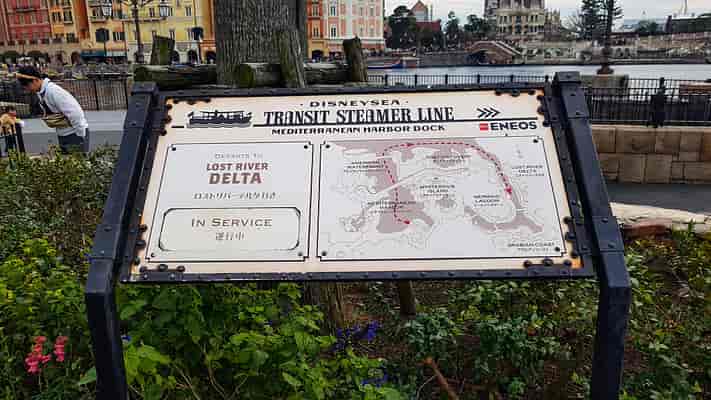 DISNEYSEA
TRANSIT STEAMER LINE
MEDITERRANEAN HARBOR DOCK
ENEOS
DEPARTS TO
LOST RIVER
DELTA
ロストリバーデルタ行き
IN SERVICE
運行中
AMERICAN
WATERFRONT
PORT DISCOVERY
LOST RIVER
DELTA
MYSTERIOUS
ISLAND
MERMAID
LAGOON
MEDITERRANEAN
HARBOR
ARABIAN COAST